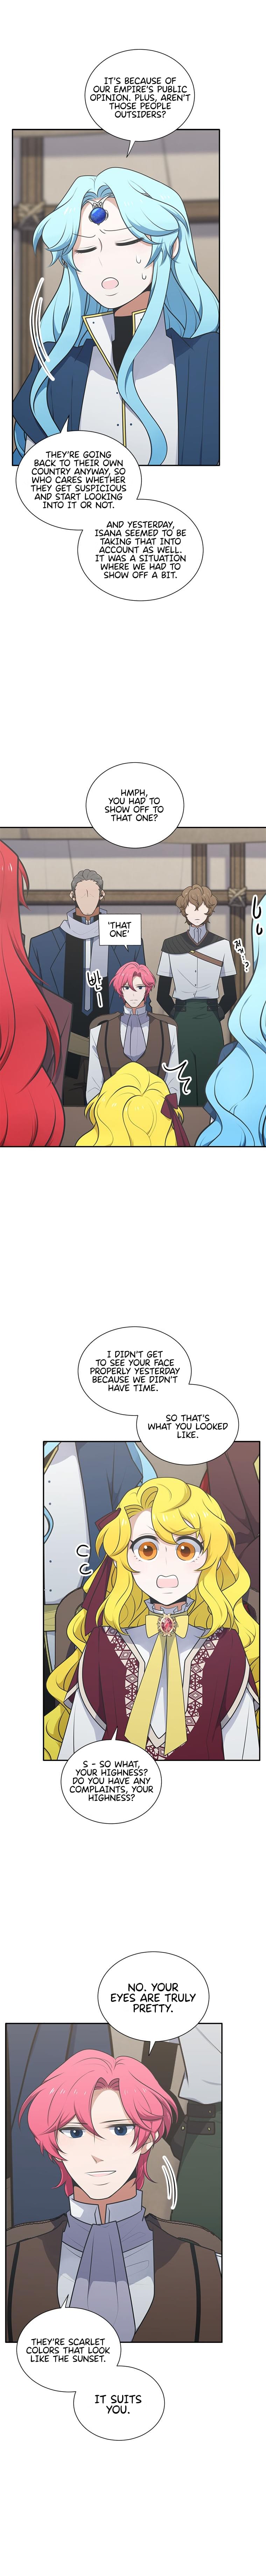 IT'S BECAUSE OF
OUR EMPIRE'S PUBLIC
OPINION. PLUS, AREN'T
THOSE PEOPLE
OUTSIDERS?
THEY'RE GOING
BACK TO THEIR OWN
COUNTRY ANYWAY, SO
WHO CARES WHETHER
THEY GET SUSPICIOUS
AND START LOOKING
INTO IT OR NOT.
AND YESTERDAY,
ISANA SEEMED TO BE
TAKING THAT INTO
ACCOUNT AS WELL.
IT WAS A SITUATION
WHERE WE HAD TO
SHOW OFF A BIT.
HMPH,
YOU HAD TO
SHOW OFF TO
THAT ONE?
'THAT
ONE'
I DIDN'T GET
TO SEE YOUR FACE
PROPERLY YESTERDAY
BECAUSE WE DIDN'T
HAVE TIME.
SO THAT'S
WHAT YOU LOOKED
LIKE.
S - SO WHAT,
YOUR HIGHNESS?
DO YOU HAVE ANY
COMPLAINTS, YOUR
HIGHNESS?
NO. YOUR
EYES ARE TRULY
PRETTY.
THEY'RE SCARLET
COLORS THAT LOOK
LIKE THE SUNSET.
IT SUITS
YOU.